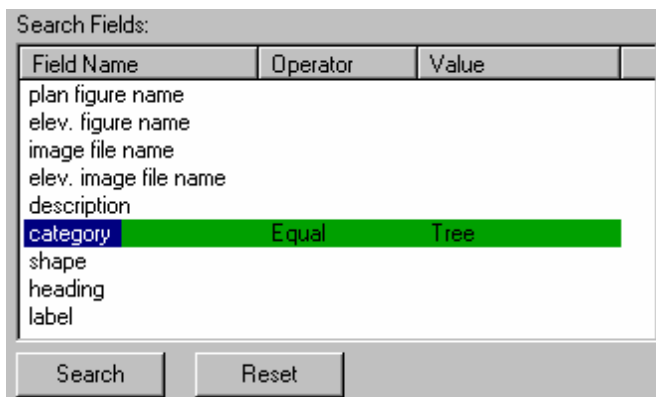 Search Fields:
Field Name Operator Value
plan figure name
elev. figure name
image file name
elev. image file name
description
category Equal Tree
shape
heading
label
Search Reset